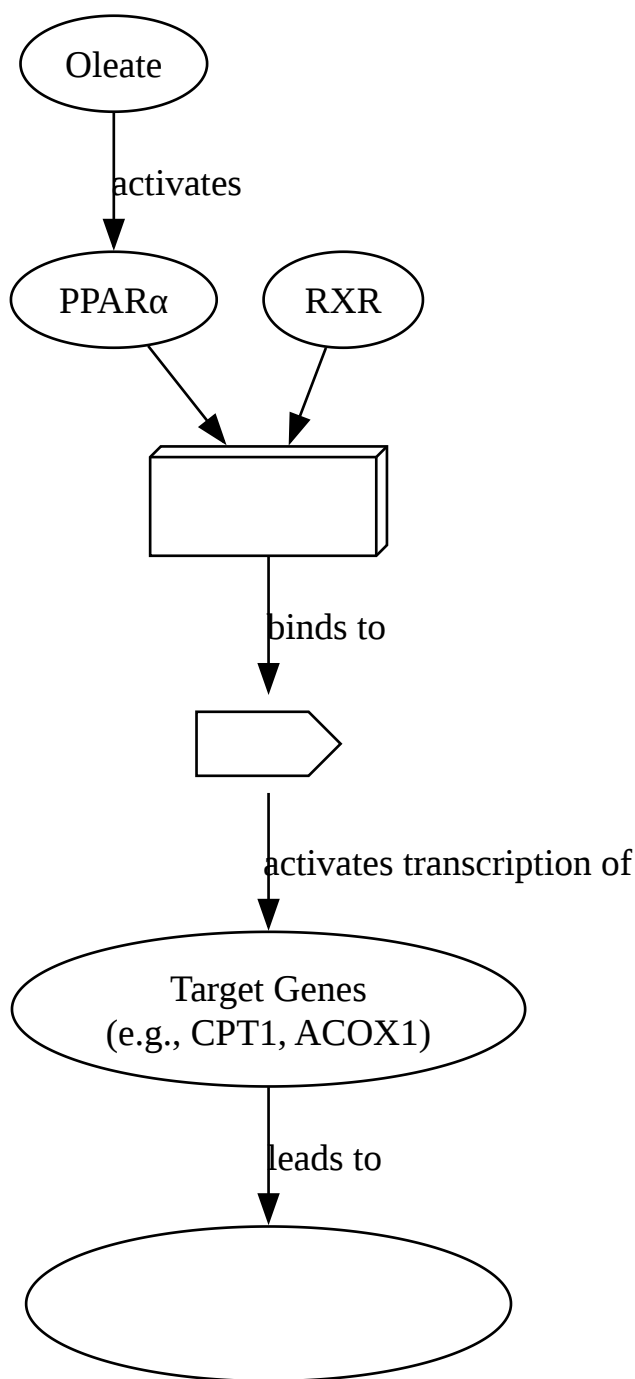 Oleate
activates
PPARα
RXR
binds to
activates transcription of
Target Genes
(e.g., CPT1, ACOX1)
leads to